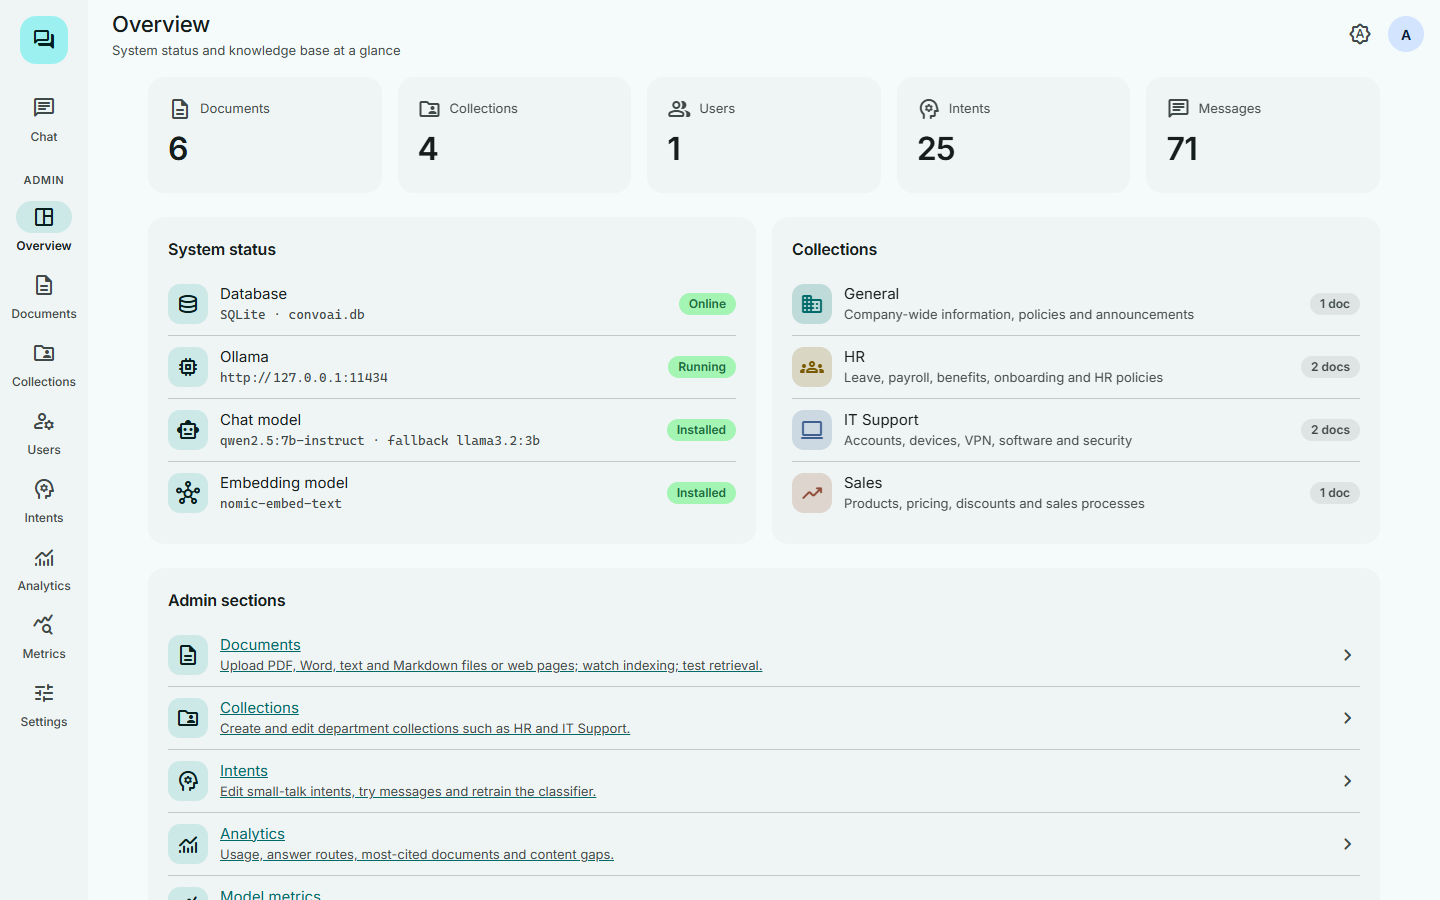 Overview
System status and knowledge base at a glance
A
Chat
ADMIN
Overview
Documents
Collections
Users
Intents
Analytics
Metrics
Settings
Documents
6
Collections
4
Users
1
Intents
25
Messages
71
System status
Database
SQLite · convoai.db
Online
Ollama
http://127.0.0.1:11434
Running
Chat model
qwen2.5:7b-instruct · fallback llama3.2:3b
Installed
Embedding model
nomic-embed-text
Installed
Collections
General
Company-wide information, policies and announcements
1 doc
HR
Leave, payroll, benefits, onboarding and HR policies
2 docs
IT Support
Accounts, devices, VPN, software and security
2 docs
Sales
Products, pricing, discounts and sales processes
1 doc
Admin sections
Documents
Upload PDF, Word, text and Markdown files or web pages; watch indexing; test retrieval.
Collections
Create and edit department collections such as HR and IT Support.
Intents
Edit small-talk intents, try messages and retrain the classifier.
Analytics
Usage, answer routes, most-cited documents and content gaps.
Model metrics